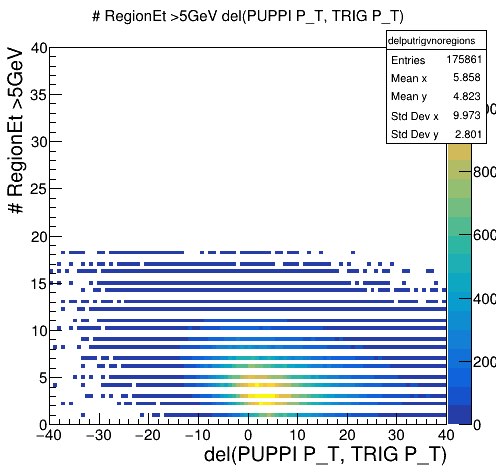 # RegionEt >5GeV del(PUPPI P_T, TRIG P_T)
delputrigvnoregions
Entries 175861
Mean x 5.858
Mean y 4.823
Std Dev x 9.973
Std Dev y 2.801
# RegionEt >5GeV
40
35
30
25
20
15
10
5
0
800
600
400
200
0
−40 −30 −20 −10 0 10 20 30 40
del(PUPPI P_T, TRIG P_T)